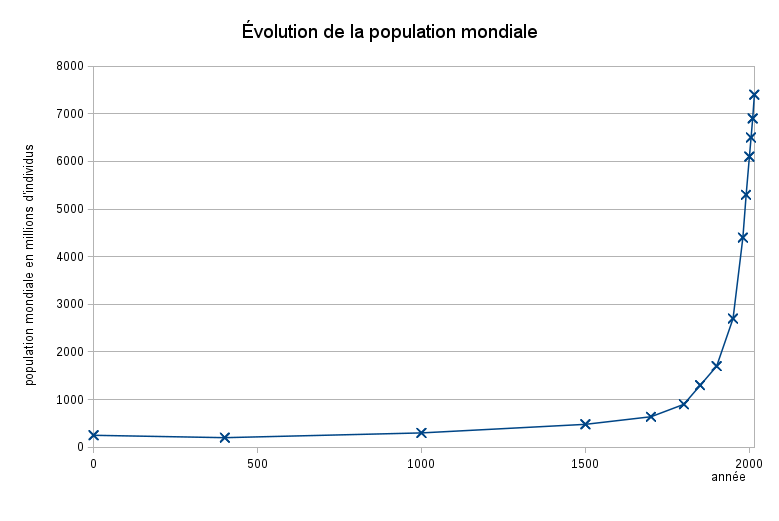 Évolution de la population mondiale
population mondiale en millions d'individus
8000
7000
6000
5000
4000
3000
2000
1000
0
0 500 1000 1500 2000
année